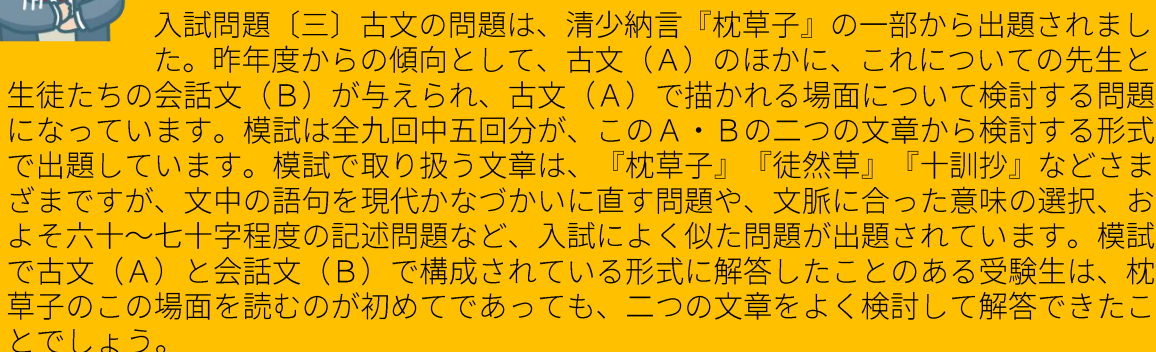 入試問題〔三〕古文の問題は、清少納言『枕草子』の一部から出題されまし
た。昨年度からの傾向として、古文（Ａ）のほかに、これについての先生と
生徒たちの会話文（Ｂ）が与えられ、古文（Ａ）で描かれる場面について検討する問題
になっています。模試は全九回中五回分が、このＡ・Ｂの二つの文章から検討する形式
で出題しています。模試で取り扱う文章は、『枕草子』『徒然草』『十訓抄』などさま
ざまですが、文中の語句を現代かなづかいに直す問題や、文脈に合った意味の選択、お
よそ六十～七十字程度の記述問題など、入試によく似た問題が出題されています。模試
で古文（Ａ）と会話文（Ｂ）で構成されている形式に解答したことのある受験生は、枕
草子のこの場面を読むのが初めてであっても、二つの文章をよく検討して解答できたこ
とでしょう。